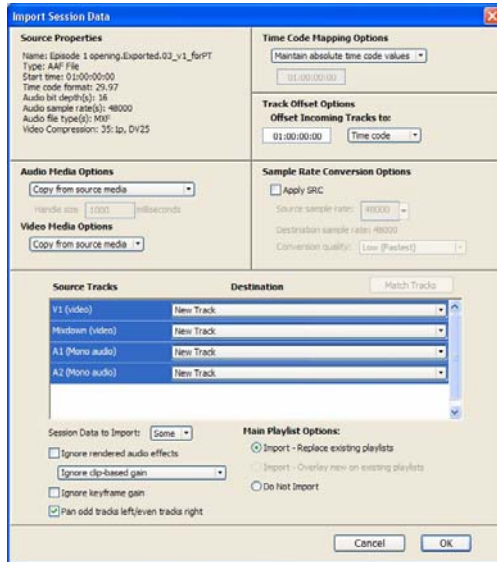 Import Session Data
Source Properties
Name: Episode 1 opening.Exported.03_v1_forPT
Type: AAF File
Start time: 01:00:00:00
Time code format: 29.97
Audio bit depth(s): 16
Audio sample rate(s): 48000
Audio file type(s): MXF
Video Compression: 35: 1p, DV25
Time Code Mapping Options
Maintain absolute time code values
01:00:00:00
Track Offset Options
Offset Incoming Tracks to:
01:00:00:00 Time code
Audio Media Options
Copy from source media
Handle size 1000 milliseconds
Video Media Options
Copy from source media
Sample Rate Conversion Options
Apply SRC
Source sample rate: 48000
Destination sample rate: 48000
Conversion quality: Low (Fastest)
Source Tracks Destination Match Tracks
V1 (video) New Track
Mixdown (video) New Track
A1 (Mono audio) New Track
A2 (Mono audio) New Track
Session Data to Import: Some
Ignore rendered audio effects
Ignore clip-based gain
Ignore keyframe gain
Pan odd tracks left/even tracks right
Main Playlist Options:
Import - Replace existing playlists
Import - Overlay new on existing playlists
Do Not Import
Cancel OK